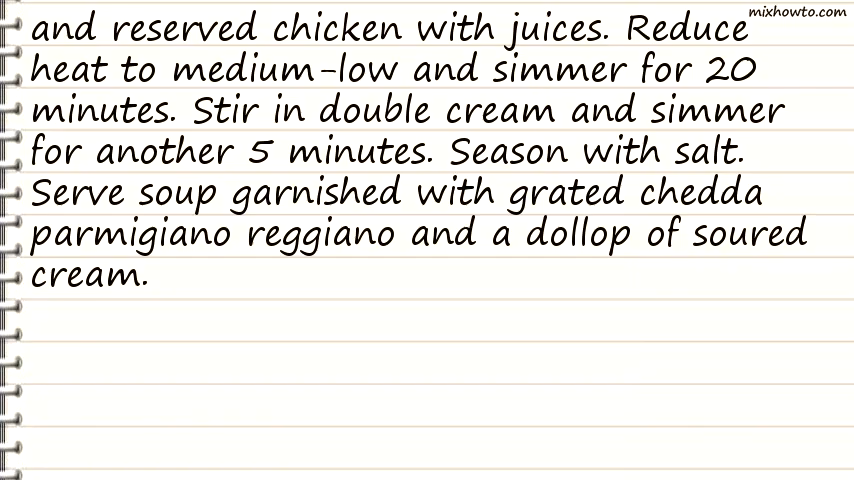 mixhowto.com
and reserved chicken with juices. Reduce
heat to medium-low and simmer for 20
minutes. Stir in double cream and simmer
for another 5 minutes. Season with salt.
Serve soup garnished with grated chedda
parmigiano reggiano and a dollop of soured
cream.